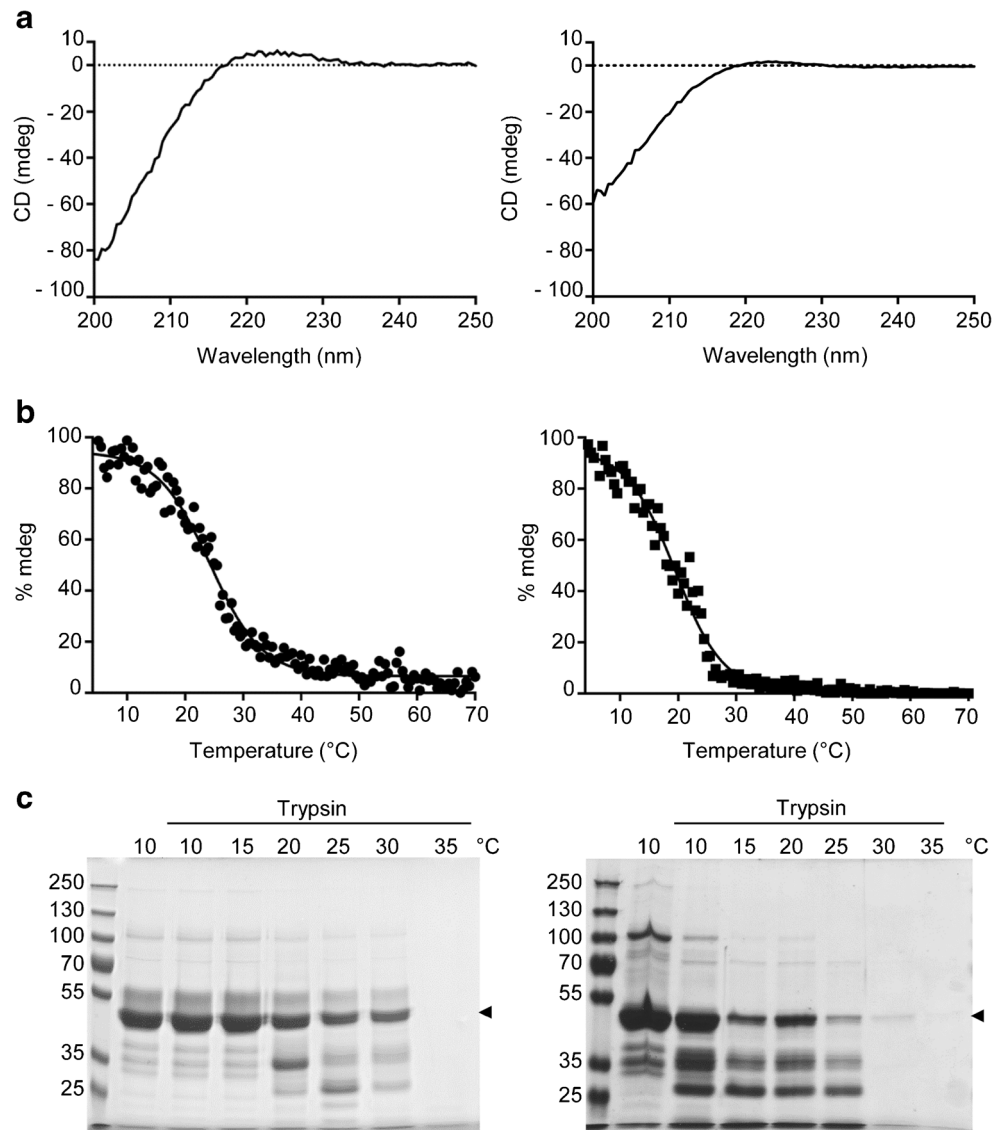 a
10
0
- 20
- 40
- 60
- 80
- 100
CD (mdeg)
200 210 220 230 240 250
Wavelength (nm)
10
0
- 20
- 40
- 60
- 80
- 100
CD (mdeg)
200 210 220 230 240 250
Wavelength (nm)
b
100
80
60
40
20
0
% mdeg
10 20 30 40 50 60 70
Temperature (°C)
100
80
60
40
20
0
% mdeg
10 20 30 40 50 60 70
Temperature (°C)
c
Trypsin
10 10 15 20 25 30 35 °C
250
130
100
70
55
35
25
Trypsin
10 10 15 20 25 30 35 °C
250
130
100
70
55
35
25